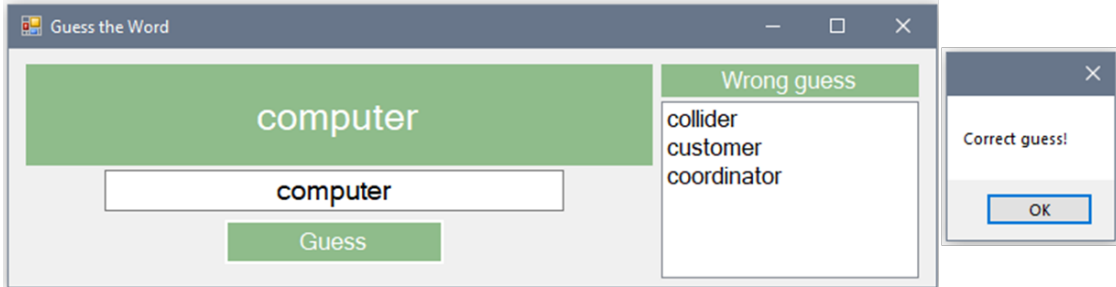 Guess the Word
computer
computer
Guess
Wrong guess
collider
customer
coordinator
Correct guess!
OK